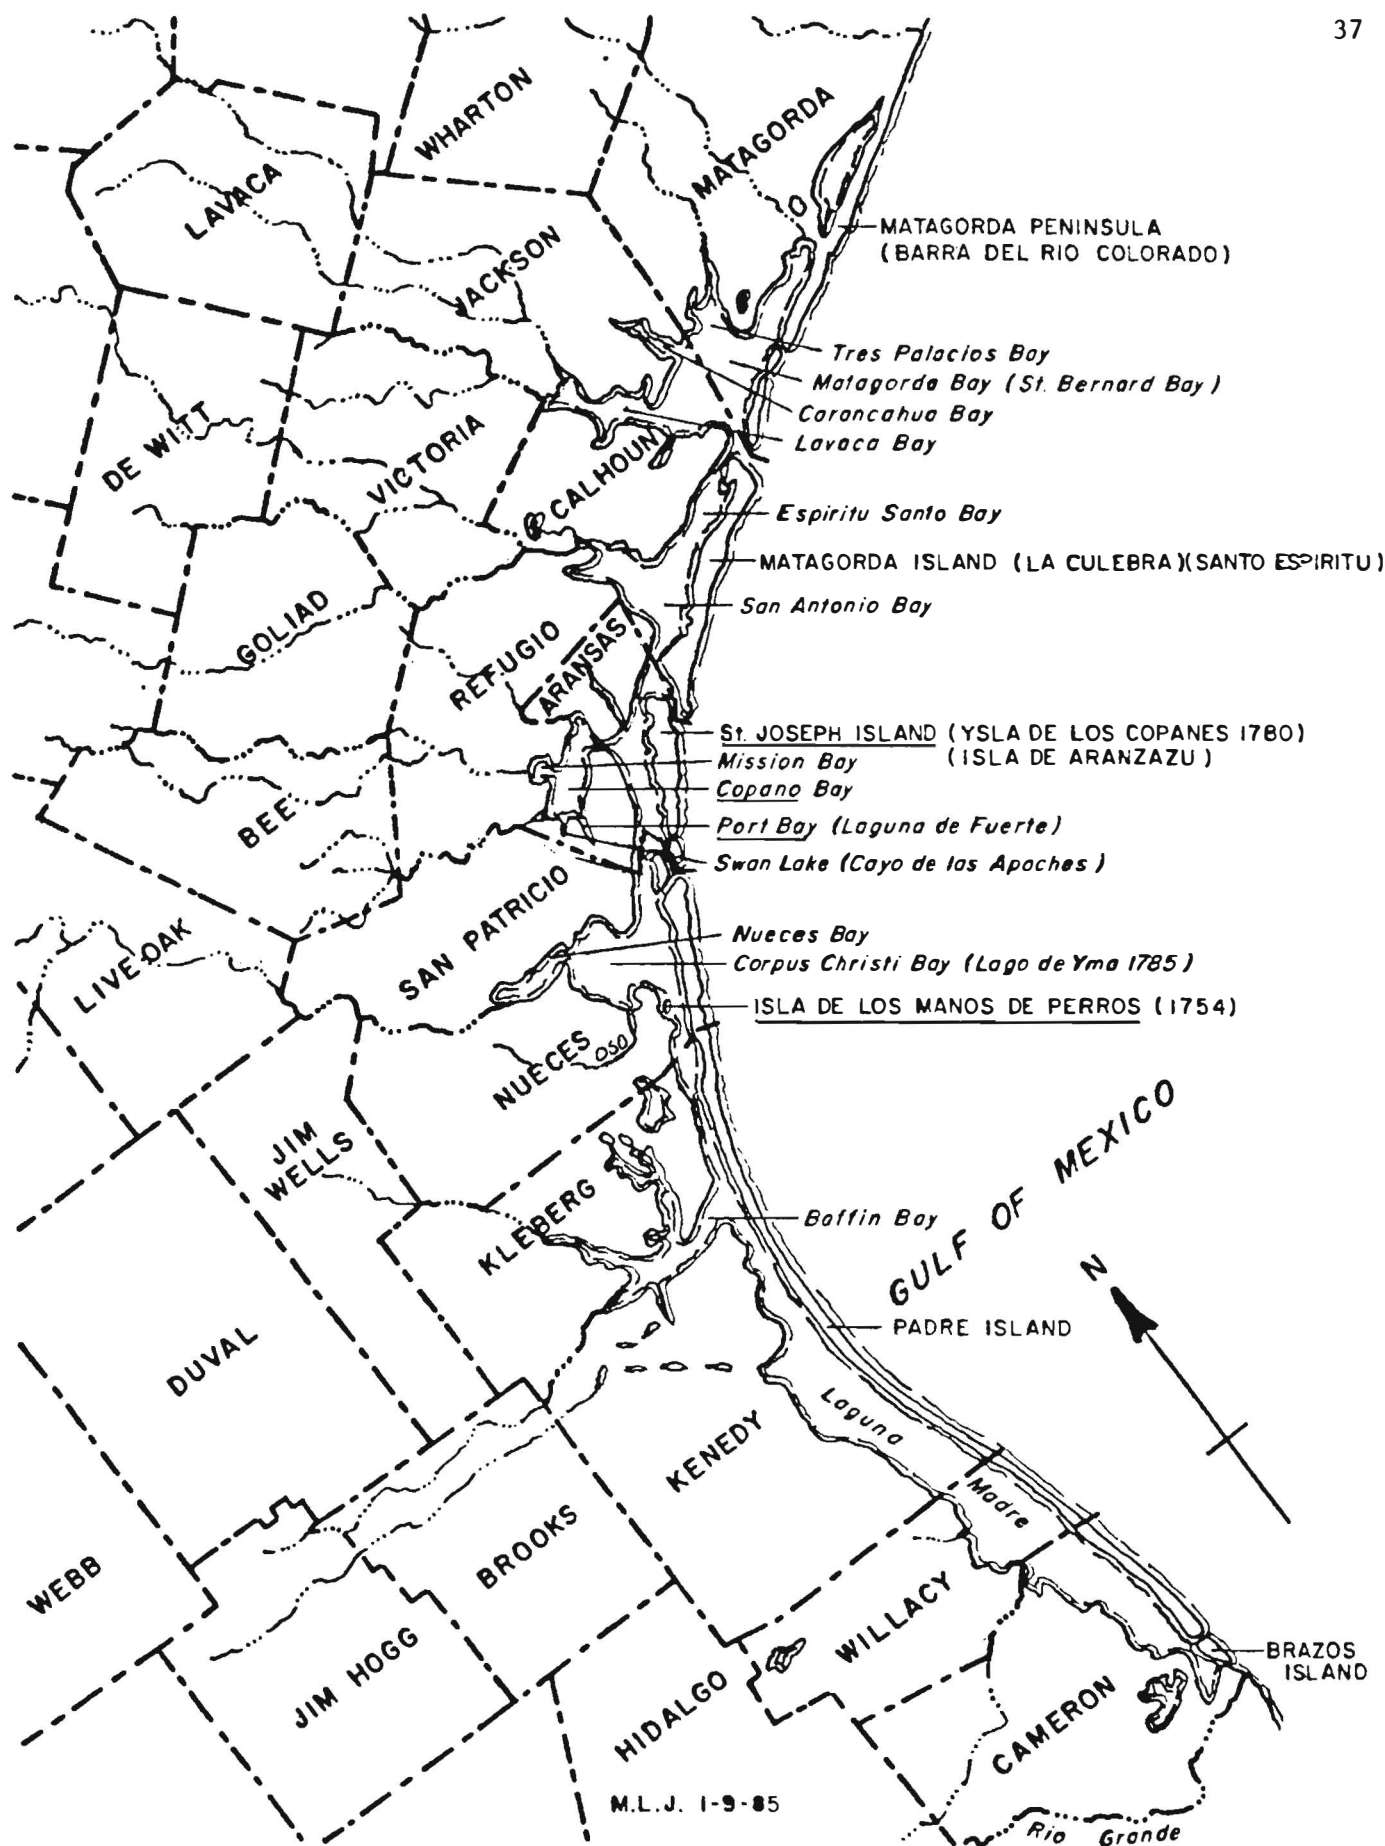 37
WHARTON
MATAGORDA
LAVACA
JACKSON
MATAGORDA PENINSULA
(BARRA DEL RIO COLORADO)
Tres Palacios Bay
Matagorda Bay (St. Bernard Bay)
Carancahua Bay
Lavaca Bay
DE WITT
VICTORIA
CALHOUN
Espiritu Santo Bay
MATAGORDA ISLAND (LA CULEBRA)(SANTO ESPIRITU)
San Antonio Bay
GOLIAD
REFUGIO
ARANSAS
St. JOSEPH ISLAND (YSLA DE LOS COPANES 1780)
(ISLA DE ARANZAZU)
Mission Bay
Copano Bay
Port Bay (Laguna de Fuerte)
Swan Lake (Cayo de las Apaches)
BEE
SAN PATRICIO
LIVE OAK
Nueces Bay
Corpus Christi Bay (Lago de Yma 1785)
ISLA DE LOS MANOS DE PERROS (1754)
NUECES
OSO
JIM
WELLS
KLEBERG
Baffin Bay
GULF OF MEXICO
N
PADRE ISLAND
DUVAL
KENEDY
Laguna
Madre
BROOKS
WEBB
JIM HOGG
HIDALGO
WILLACY
BRAZOS
ISLAND
CAMERON
M.L.J. 1-9-85
Rio Grande